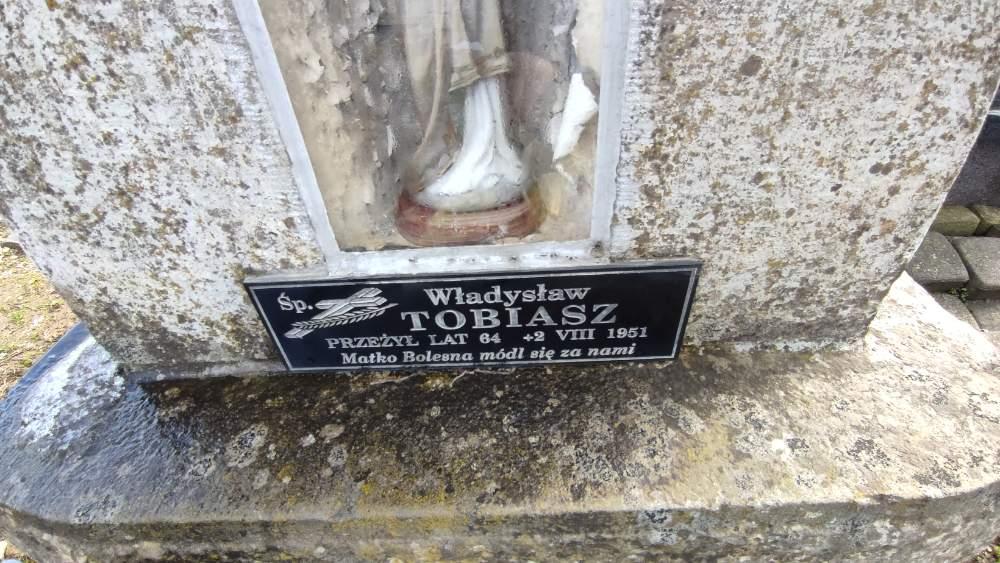 Śp. Władysław
TOBIASZ
PRZEŻYŁ LAT 64 +2 VIII 1951
Matko Bolesna módl się za nami